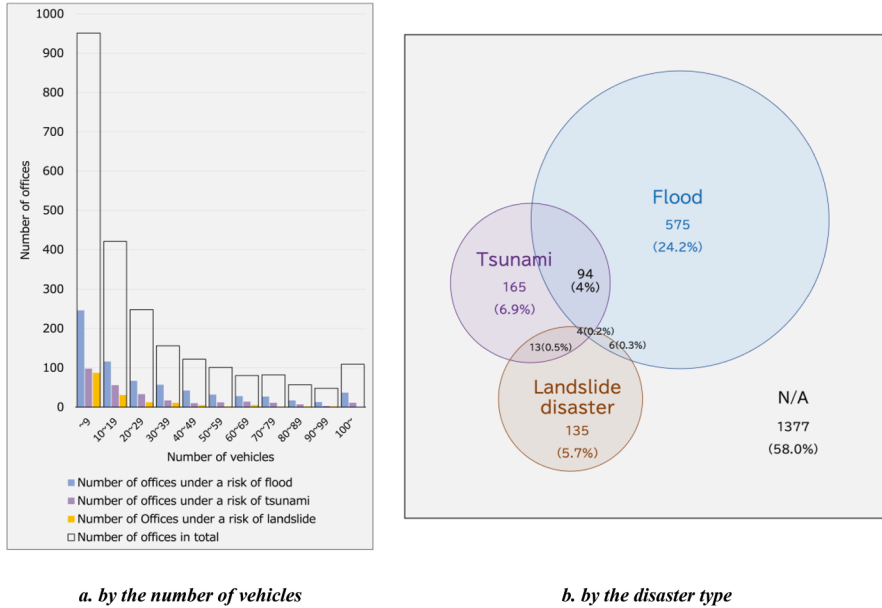 1000
900
800
700
600
500
400
300
200
100
0
Number of offices
~9
10~19
20~29
30~39
40~49
50~59
60~69
70~79
80~89
90~99
100~
Number of vehicles
Number of offices under a risk of flood
Number of offices under a risk of tsunami
Number of Offices under a risk of landslide
Number of offices in total
a. by the number of vehicles
Flood
575
(24.2%)
Tsunami
165
(6.9%)
94
(4%)
4(0.2%)
13(0.5%)
6(0.3%)
Landslide
disaster
135
(5.7%)
N/A
1377
(58.0%)
b. by the disaster type